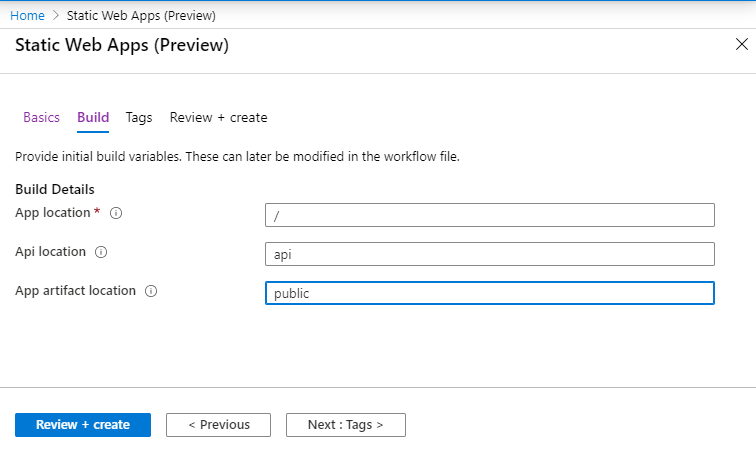 Home > Static Web Apps (Preview)
Static Web Apps (Preview)
Basics Build Tags Review + create
Provide initial build variables. These can later be modified in the workflow file.
Build Details
App location * /
Api location api
App artifact location public
Review + create < Previous Next : Tags >